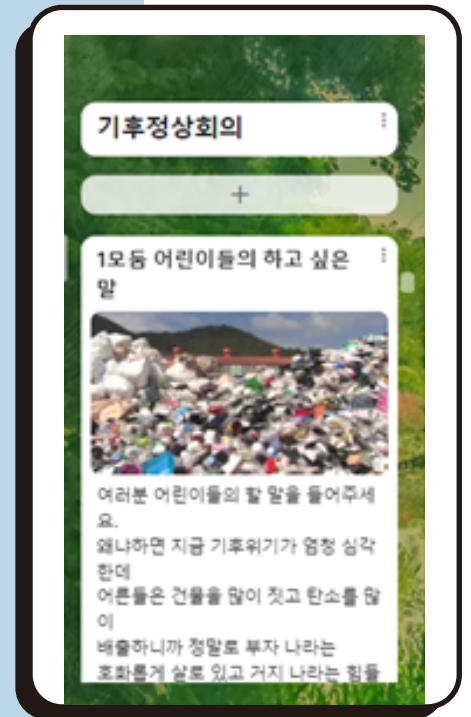 기후정상회의
+
1모둠 어린이들의 하고 싶은
말
여러분 어린이들의 할 말을 들어주세
요.
왜냐하면 지금 기후위기가 엄청 심각
한데
어른들은 건물을 많이 짓고 탄소를 많
이
배출하니까 정말로 부자 나라는
호화롭게 살로 있고 거지 나라는 힘들